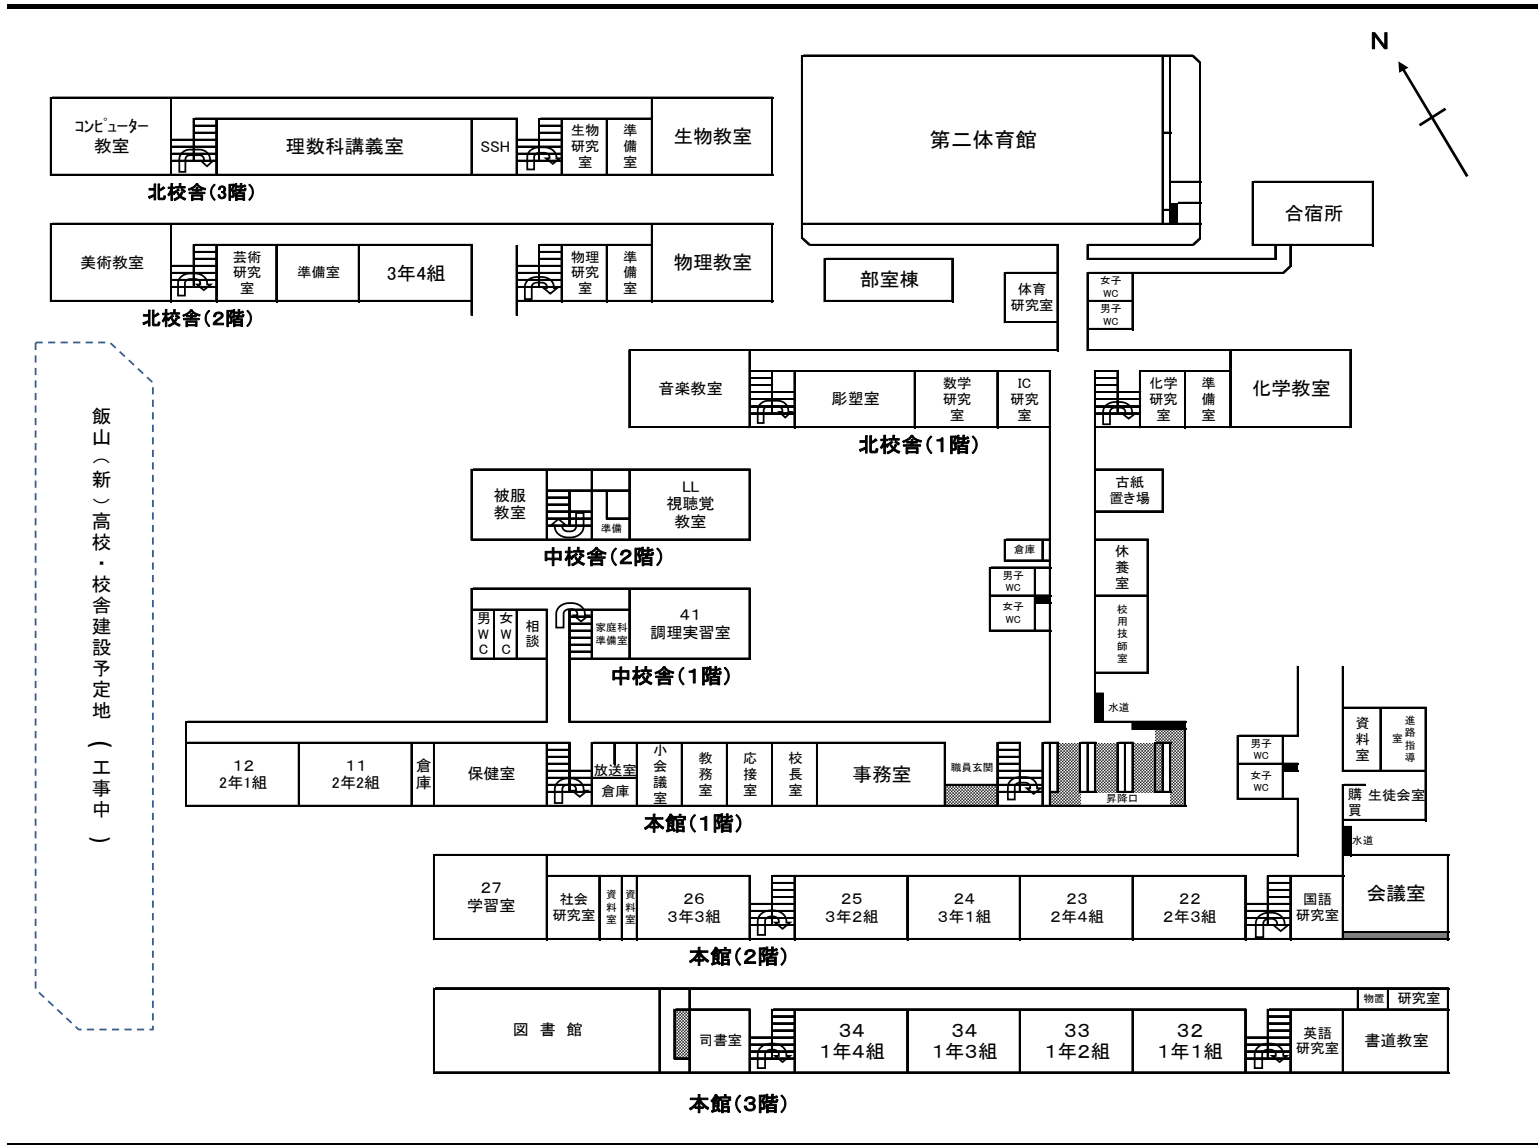 N
コンピューター
教室
理数科講義室
SSH
生物
研究
室
準
備
室
生物教室
北校舎(3階)
第二体育館
合宿所
美術教室
芸術
研究
室
準備室
3年4組
物理
研究
室
準
備
室
物理教室
北校舎(2階)
部室棟
体育
研究室
女子
WC
男子
WC
音楽教室
彫塑室
数学
研究
室
IC
研究
室
化学
研究
室
準
備
室
化学教室
北校舎(1階)
飯山(新)高校・校舎建設予定地 (工事中)
被服
教室
準備
LL
視聴覚
教室
中校舎(2階)
古紙
置き場
倉庫
男子
WC
女子
WC
休
養
室
校
用
技
師
室
男
W
C
女
W
C
相
談
家庭科
準備室
41
調理実習室
中校舎(1階)
水道
12
2年1組
11
2年2組
倉
庫
保健室
放送室
倉庫
小
会
議
室
教
務
室
応
接
室
校
長
室
事務室
職員玄関
昇降口
本館(1階)
男子
WC
女子
WC
資
料
室
進
路
指
導
室
購
買
生徒会室
水道
27
学習室
社会
研究室
資
料
室
資
料
室
26
3年3組
25
3年2組
24
3年1組
23
2年4組
22
2年3組
国語
研究室
会議室
本館(2階)
図書館
司書室
34
1年4組
34
1年3組
33
1年2組
32
1年1組
英語
研究室
物置
研究室
書道教室
本館(3階)